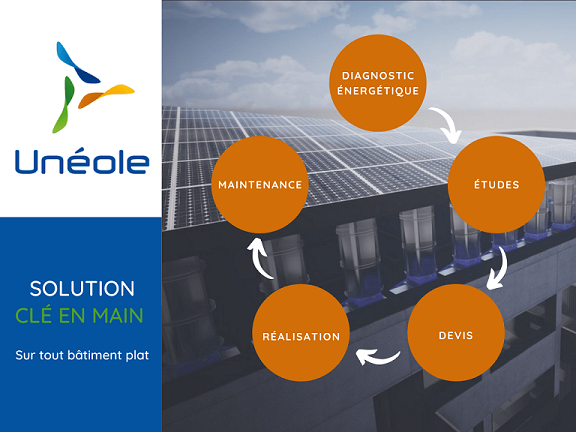 Unéole
SOLUTION
CLÉ EN MAIN
Sur tout bâtiment plat
DIAGNOSTIC
ÉNERGÉTIQUE
ÉTUDES
DEVIS
RÉALISATION
MAINTENANCE